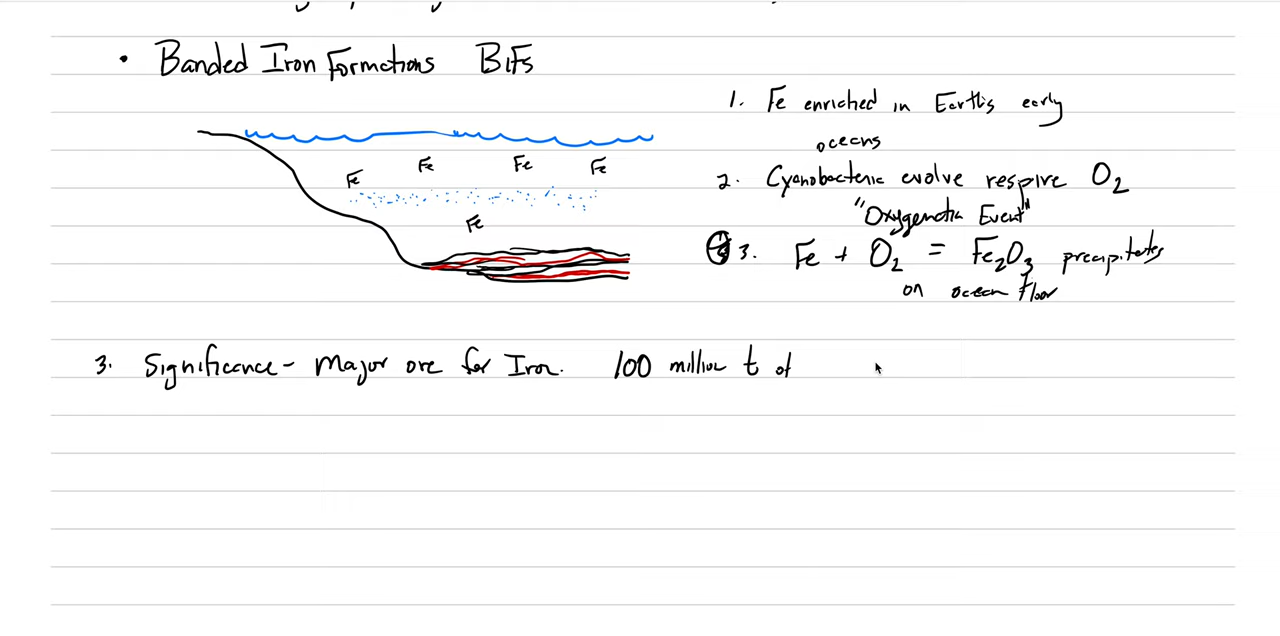 • Banded Iron Formations BIFs
1. Fe enriched in Earth's early
oceans
Fe Fe Fe Fe
2. Cyanobacteria evolve respire O₂
"Oxygenation Event"
Fe
3. Fe + O₂ = Fe₂O₃ precipitates
on ocean floor
3. Significance - Major ore for Iron. 100 million t of